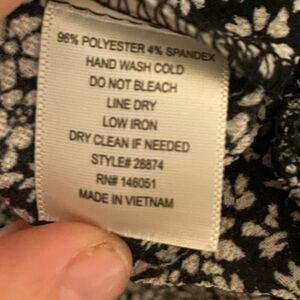 96% POLYESTER 4% SPANDEX
HAND WASH COLD
DO NOT BLEACH
LINE DRY
LOW IRON
DRY CLEAN IF NEEDED
STYLE# 28874
RN# 146051
MADE IN VIETNAM